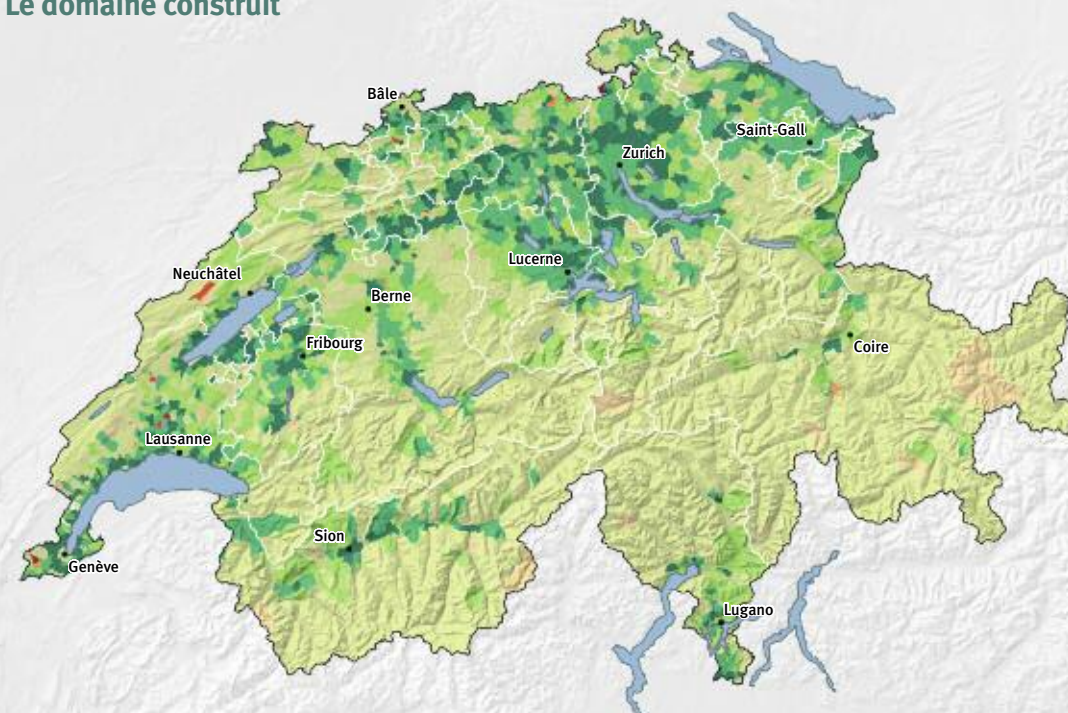 Le domaine construit
Bâle
Saint-Gall
Zurich
Lucerne
Neuchâtel
Berne
Fribourg
Coire
Lausanne
Sion
Genève
Lugano